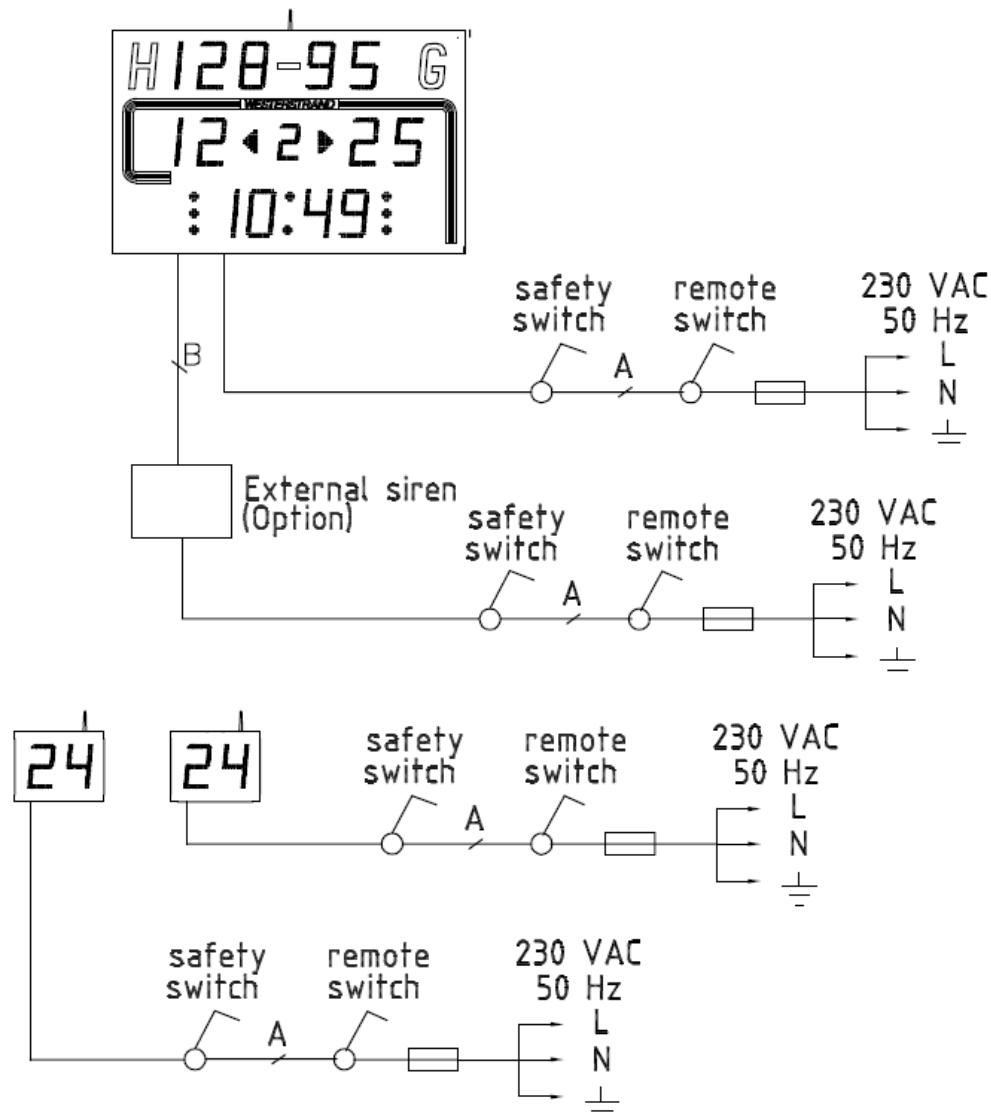 H 128-95 G
WESTERSTRAND
12 ◀ 2 ▶ 25
10:49
B
safety
switch
A
remote
switch
230 VAC
50 Hz
L
N
External siren
(Option)
safety
switch
A
remote
switch
230 VAC
50 Hz
L
N
24
24
safety
switch
A
remote
switch
230 VAC
50 Hz
L
N
safety
switch
A
remote
switch
230 VAC
50 Hz
L
N